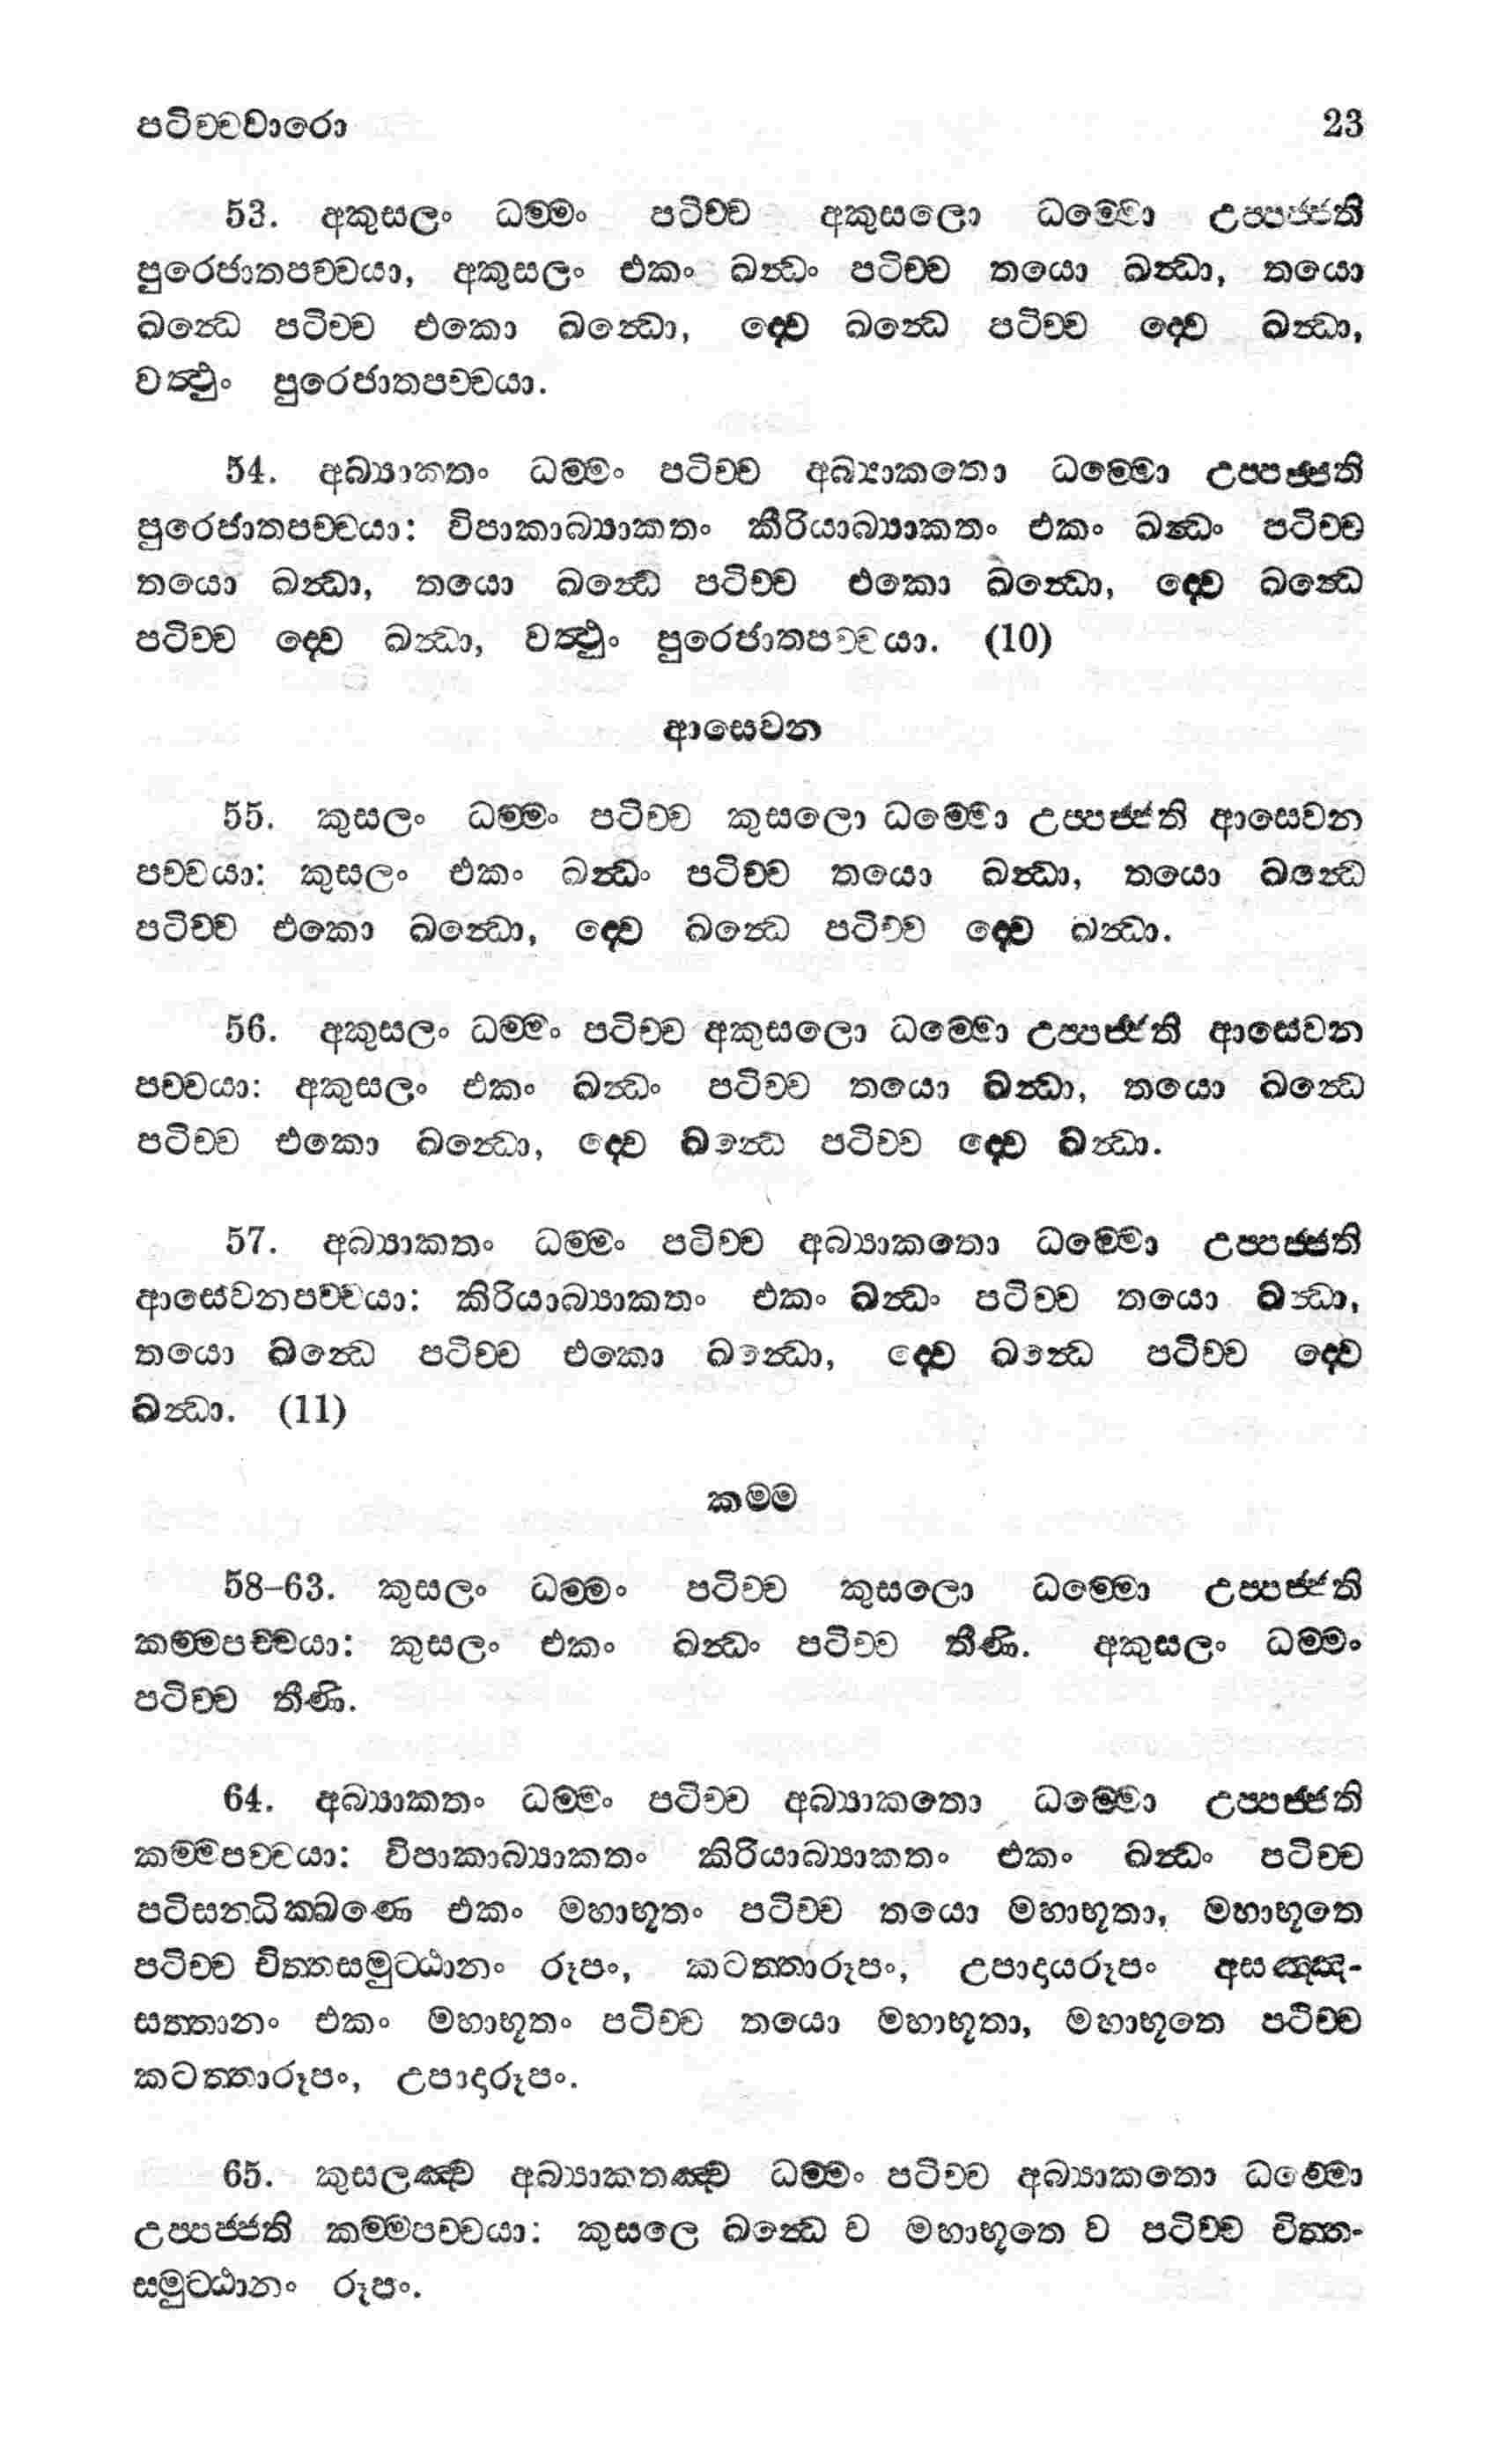 පටිච්චවාරො 23
53. අකුසලං ධම්මං පටිච්ච අකුසලො ධම්මො උප්පජ්ජති
පුරෙජාතපච්චයා, අකුසලං එකං ඛන්ධං පටිච්ච තයො ඛන්ධා, තයො
ඛන්ධෙ පටිච්ච එකො ඛන්ධො, ද්වෙ ඛන්ධෙ පටිච්ච ද්වෙ ඛන්ධා,
වත්ථුං පුරෙජාතපච්චයා.
54. අබ්‍යාකතං ධම්මං පටිච්ච අබ්‍යාකතො ධම්මො උප්පජ්ජති
පුරෙජාතපච්චයා: විපාකාබ්‍යාකතං කිරියාබ්‍යාකතං එකං ඛන්ධං පටිච්ච
තයො ඛන්ධා, තයො ඛන්ධෙ පටිච්ච එකො ඛන්ධො, ද්වෙ ඛන්ධෙ
පටිච්ච ද්වෙ ඛන්ධා, වත්ථුං පුරෙජාතපච්චයා. (10)
ආසෙවන
55. කුසලං ධම්මං පටිච්ච කුසලො ධම්මො උප්පජ්ජති ආසෙවන
පච්චයා: කුසලං එකං ඛන්ධං පටිච්ච තයො ඛන්ධා, තයො ඛන්ධෙ
පටිච්ච එකො ඛන්ධො, ද්වෙ ඛන්ධෙ පටිච්ච ද්වෙ ඛන්ධා.
56. අකුසලං ධම්මං පටිච්ච අකුසලො ධම්මො උප්පජ්ජති ආසේවන
පච්චයා: අකුසලං එකං ඛන්ධං පටිච්ච තයො ඛන්ධා, තයො ඛන්ධෙ
පටිච්ච එකො ඛන්ධො, ද්වෙ ඛන්ධෙ පටිච්ච ද්වෙ ඛන්ධා.
57. අබ්‍යාකතං ධම්මං පටිච්ච අබ්‍යාකතො ධම්මො උප්පජ්ජති
ආසේවනපච්චයා: කිරියාබ්‍යාකතං එකං ඛන්ධං පටිච්ච තයො ඛන්ධා,
තයො ඛන්ධෙ පටිච්ච එකො ඛන්ධො, ද්වෙ ඛන්ධෙ පටිච්ච ද්වෙ
ඛන්ධා. (11)
කම්ම
58-63. කුසලං ධම්මං පටිච්ච කුසලො ධම්මො උප්පජ්ජති
කම්මපච්චයා: කුසලං එකං ඛන්ධං පටිච්ච තීණි. අකුසලං ධම්මං
පටිච්ච තීණි.
64. අබ්‍යාකතං ධම්මං පටිච්ච අබ්‍යාකතො ධම්මො උප්පජ්ජති
කම්මපච්චයා: විපාකාබ්‍යාකතං කිරියාබ්‍යාකතං එකං ඛන්ධං පටිච්ච
පටිසන්ධික්ඛණෙ එකං මහාභූතං පටිච්ච තයො මහාභූතා, මහාභූතෙ
පටිච්ච චිත්තසමුට්ඨානං රූපං, කටත්තාරූපං, උපාදායරූපං අසඤ්ඤ-
සත්තානං එකං මහාභූතං පටිච්ච තයො මහාභූතා, මහාභූතෙ පටිච්ච
කටත්තාරූපං, උපාදාරූපං.
65. කුසලඤ්ච අබ්‍යාකතඤ්ච ධම්මං පටිච්ච අබ්‍යාකතො ධම්මො
උප්පජ්ජති කම්මපච්චයා: කුසලෙ ඛන්ධෙ ච මහාභූතෙ ච පටිච්ච චිත්ත-
සමුට්ඨානං රූපං.